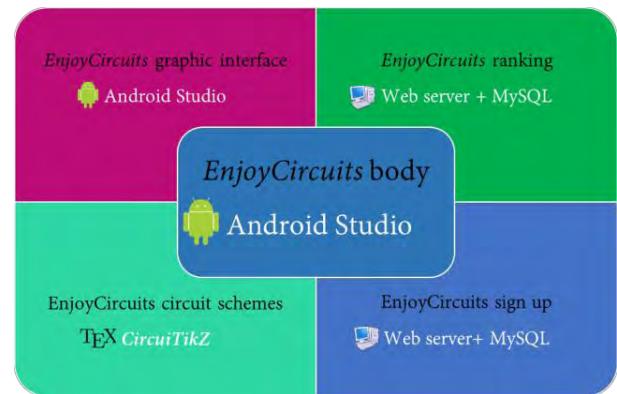 EnjoyCircuits graphic interface
Android Studio
EnjoyCircuits ranking
Web server + MySQL
EnjoyCircuits body
Android Studio
EnjoyCircuits circuit schemes
TEX CircuiTikZ
EnjoyCircuits sign up
Web server+ MySQL